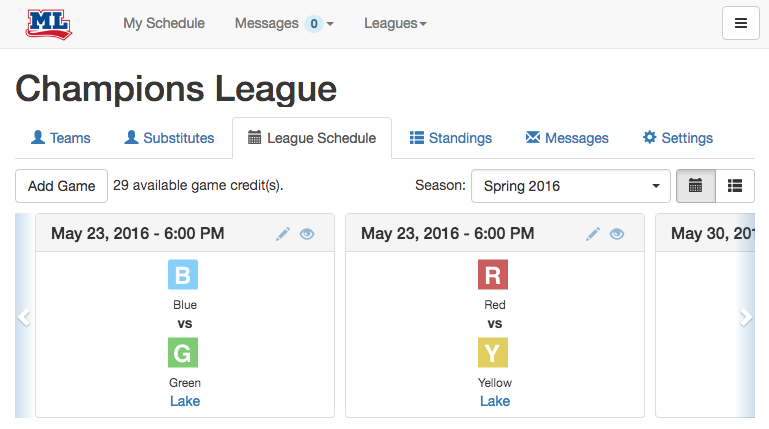 ML
My Schedule Messages 0 Leagues
Champions League
Teams Substitutes League Schedule Standings Messages Settings
Add Game 29 available game credit(s). Season: Spring 2016
May 23, 2016 - 6:00 PM
B
Blue
vs
G
Green
Lake
May 23, 2016 - 6:00 PM
R
Red
vs
Y
Yellow
Lake
May 30, 201